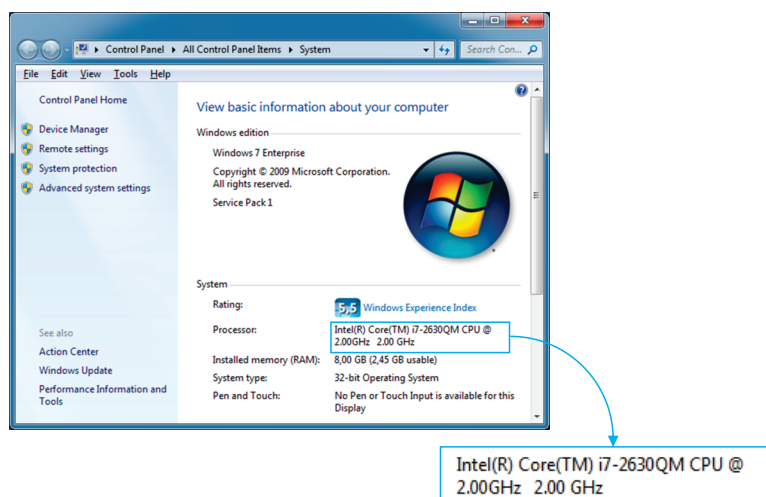 Control Panel ▸ All Control Panel Items ▸ System
Search Con...
File Edit View Tools Help
Control Panel Home
Device Manager
Remote settings
System protection
Advanced system settings
See also
Action Center
Windows Update
Performance Information and
Tools
View basic information about your computer
Windows edition
Windows 7 Enterprise
Copyright © 2009 Microsoft Corporation.
All rights reserved.
Service Pack 1
System
Rating: 5,5 Windows Experience Index
Processor: Intel(R) Core(TM) i7-2630QM CPU @
2.00GHz 2.00 GHz
Installed memory (RAM): 8,00 GB (2,45 GB usable)
System type: 32-bit Operating System
Pen and Touch: No Pen or Touch Input is available for this
Display
Intel(R) Core(TM) i7-2630QM CPU @
2.00GHz 2.00 GHz